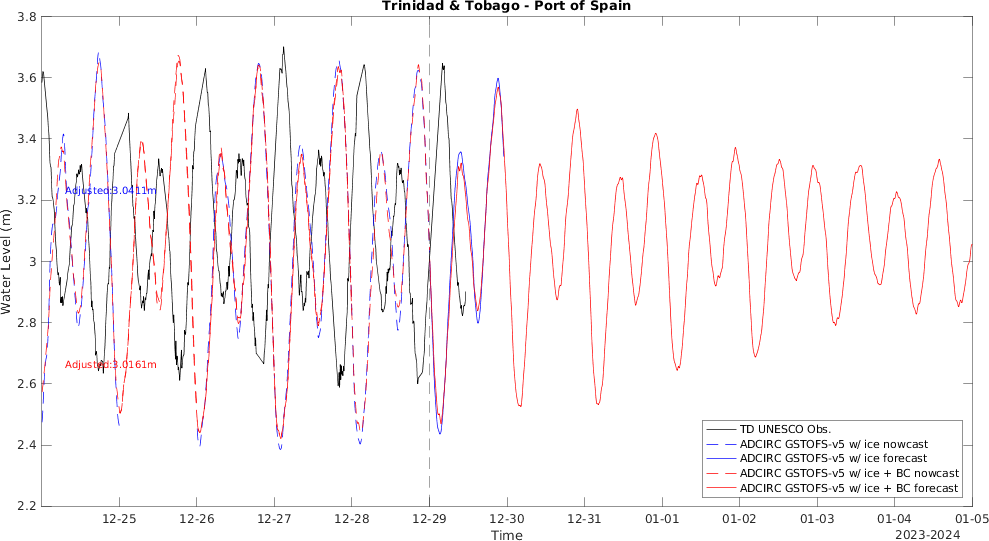 Trinidad & Tobago - Port of Spain
3.8
3.6
3.4
3.2
3
2.8
2.6
2.4
2.2
Water Level (m)
Adjusted:3.0411m
Adjusted:3.0161m
TD UNESCO Obs.
ADCIRC GSTOFS-v5 w/ ice nowcast
ADCIRC GSTOFS-v5 w/ ice forecast
ADCIRC GSTOFS-v5 w/ ice + BC nowcast
ADCIRC GSTOFS-v5 w/ ice + BC forecast
12-25 12-26 12-27 12-28 12-29 12-30 12-31 01-01 01-02 01-03 01-04 01-05
Time
2023-2024